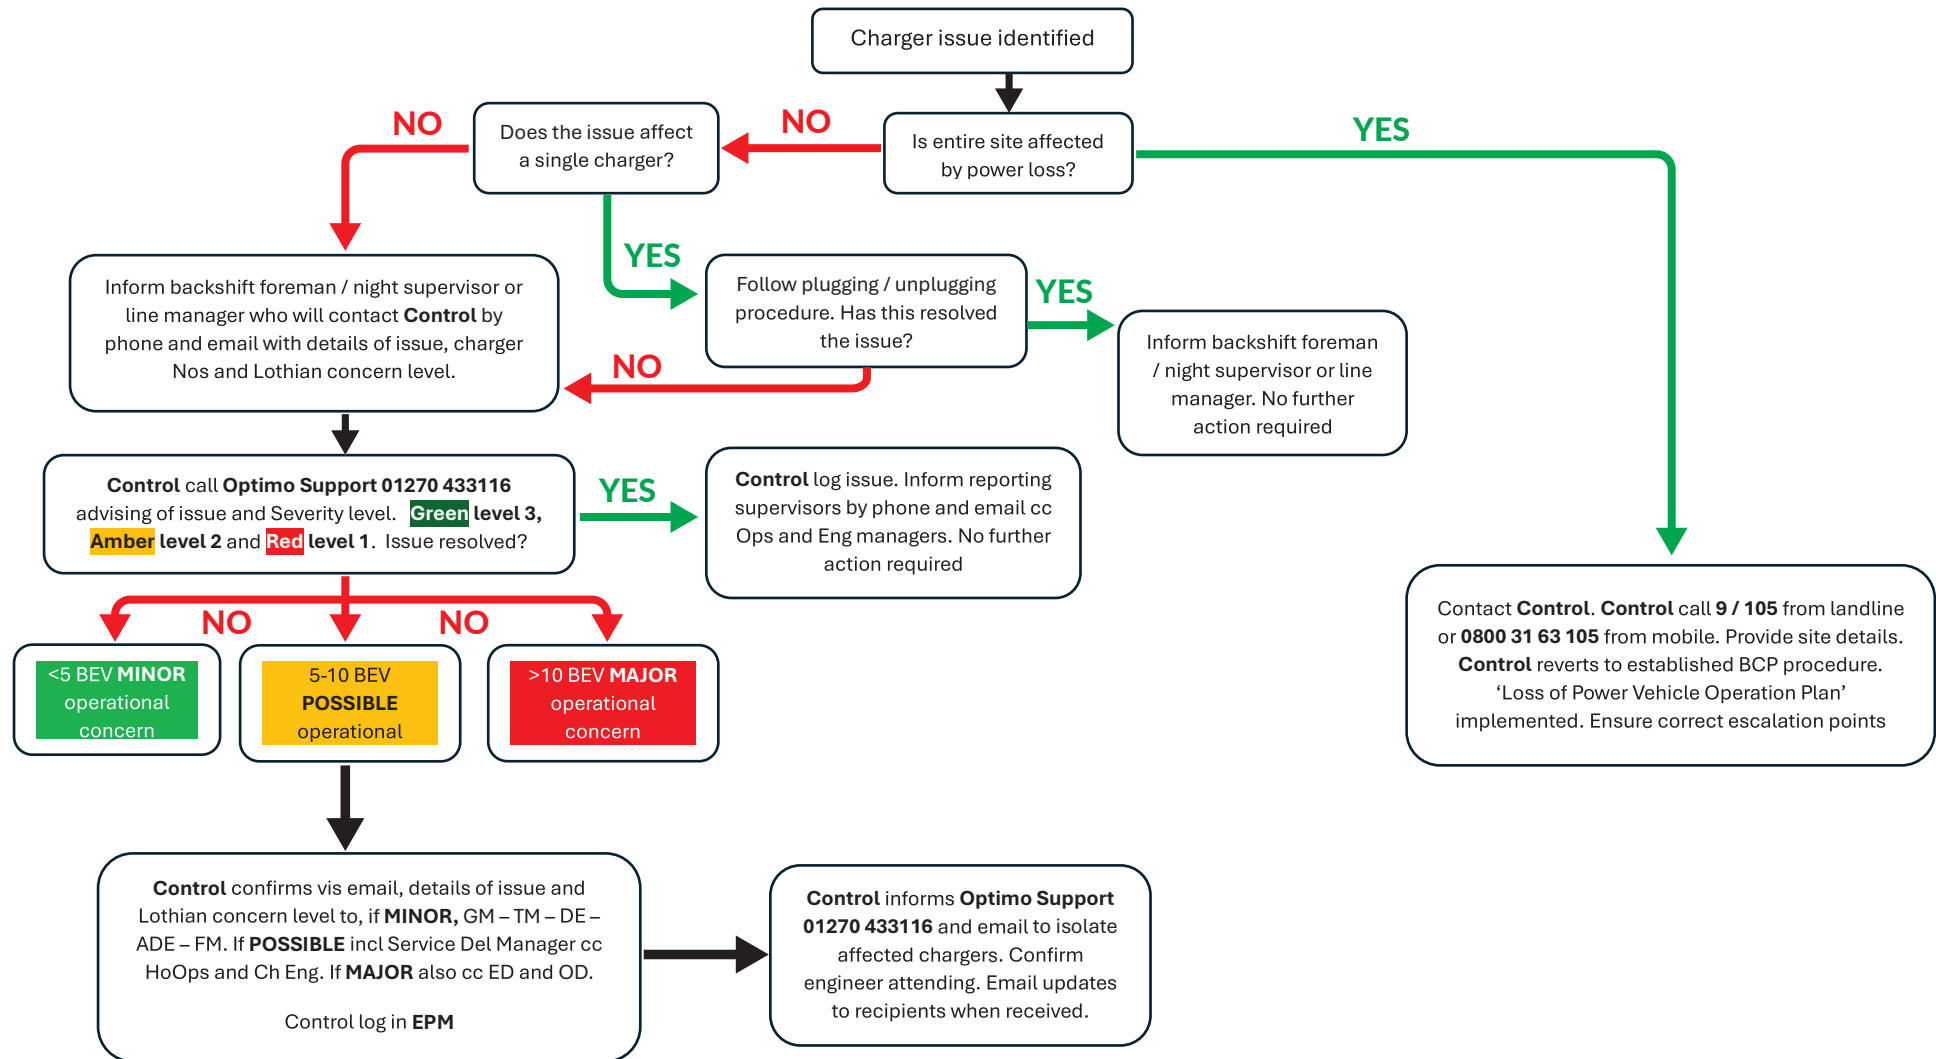 Charger issue identified
NO
Does the issue affect
a single charger?
NO
Is entire site affected
by power loss?
YES
Inform backshift foreman / night supervisor or
line manager who will contact Control by
phone and email with details of issue, charger
Nos and Lothian concern level.
YES
Follow plugging / unplugging
procedure. Has this resolved
the issue?
YES
Inform backshift foreman
/ night supervisor or line
manager. No further
action required
NO
Control call Optimo Support 01270 433116
advising of issue and Severity level. Green level 3,
Amber level 2 and Red level 1. Issue resolved?
YES
Control log issue. Inform reporting
supervisors by phone and email cc
Ops and Eng managers. No further
action required
NO
NO
<5 BEV MINOR
operational
concern
5-10 BEV
POSSIBLE
operational
>10 BEV MAJOR
operational
concern
Contact Control. Control call 9 / 105 from landline
or 0800 31 63 105 from mobile. Provide site details.
Control reverts to established BCP procedure.
‘Loss of Power Vehicle Operation Plan’
implemented. Ensure correct escalation points
Control confirms vis email, details of issue and
Lothian concern level to, if MINOR, GM – TM – DE –
ADE – FM. If POSSIBLE incl Service Del Manager cc
HoOps and Ch Eng. If MAJOR also cc ED and OD.
Control log in EPM
Control informs Optimo Support
01270 433116 and email to isolate
affected chargers. Confirm
engineer attending. Email updates
to recipients when received.